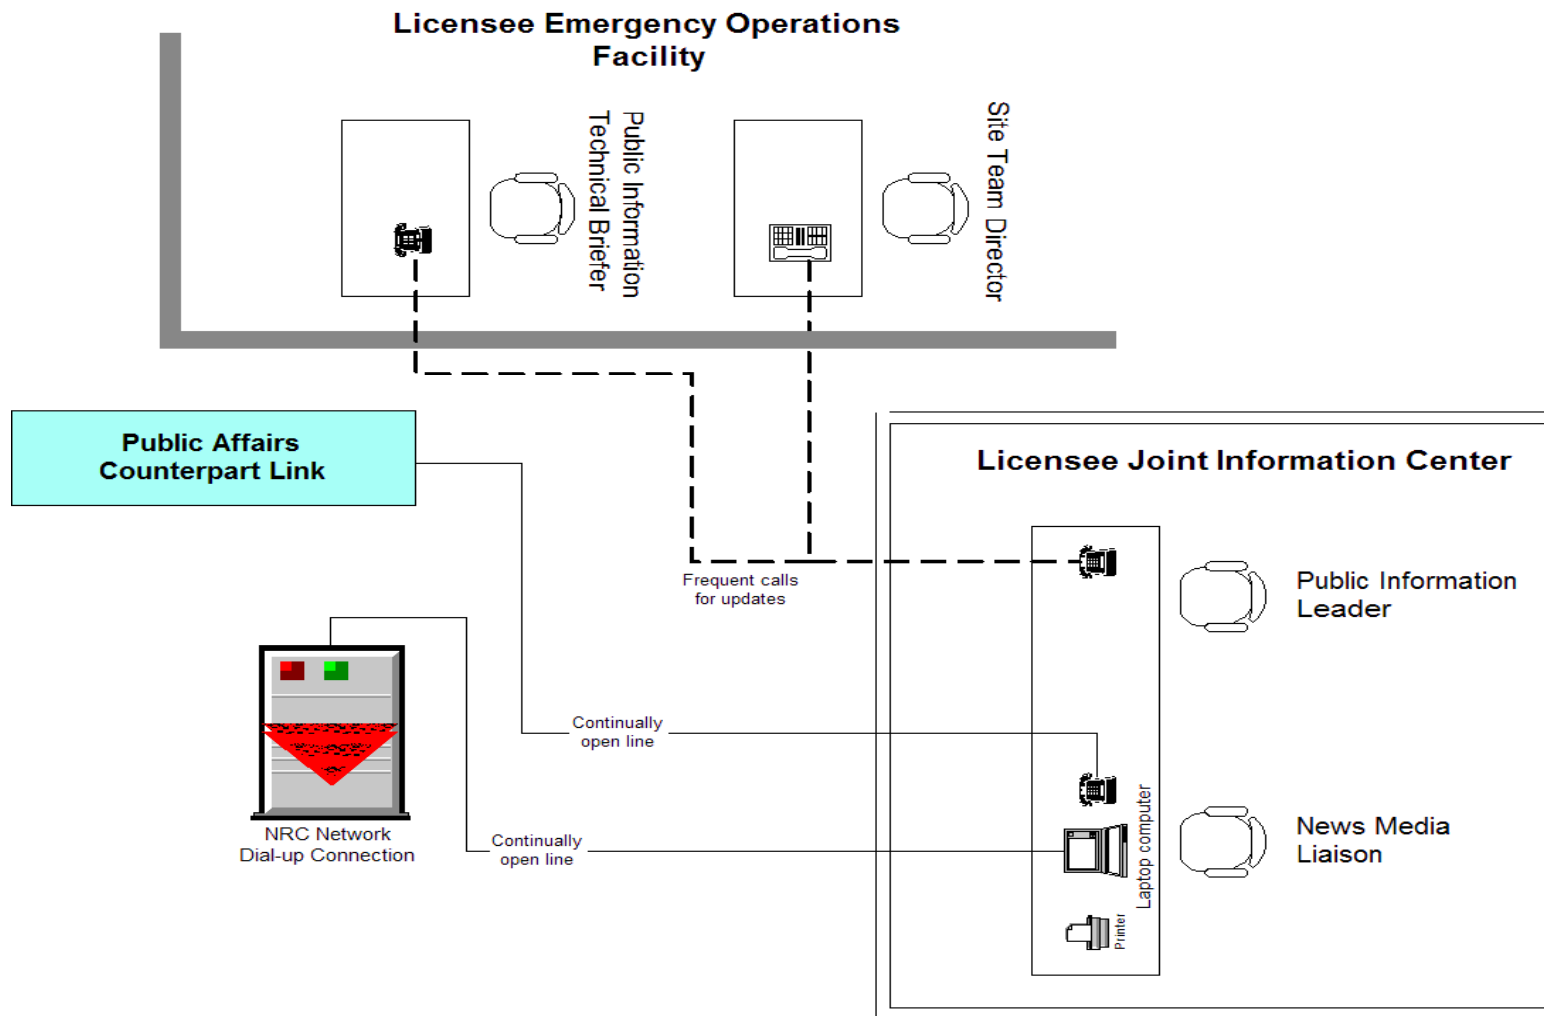 Licensee Emergency Operations
Facility
Public Information
Technical Briefer
Site Team Director
Public Affairs
Counterpart Link
Licensee Joint Information Center
Frequent calls
for updates
Public Information
Leader
Continually
open line
NRC Network
Dial-up Connection
Continually
open line
Laptop computer
News Media
Liaison
Printer